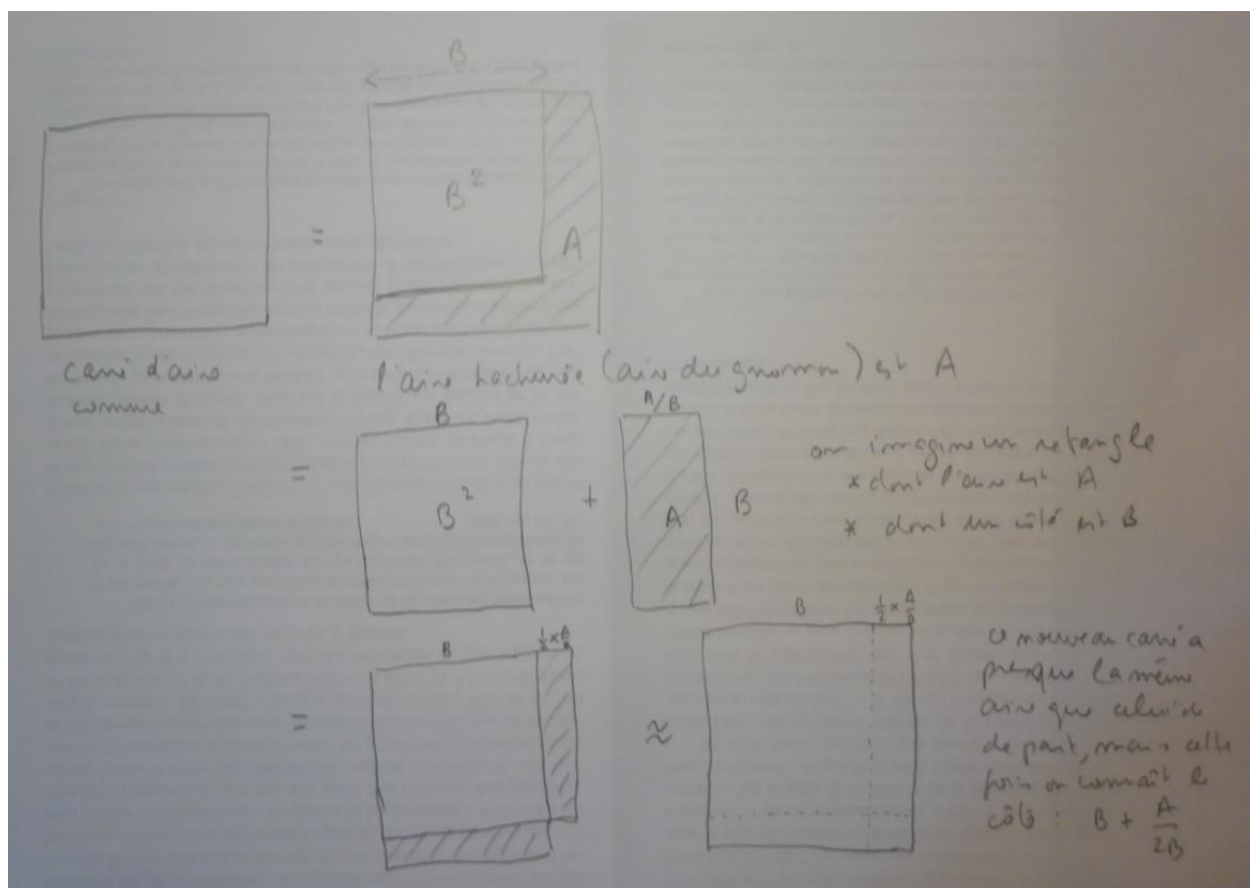 B
B²
=
A
carré d'aire
connue
l'aire hachurée (aire du gnomon) est A
B
A/B
=
B²
+
A
B
on imagine un rectangle
* dont l'aire est A
* dont un côté est B
B
½ × A/B
=
≈
B
½ × A/B
ce nouveau carré a
presque la même
aire que celui de
départ, mais cette
fois on connaît le
côté : B + A/2B